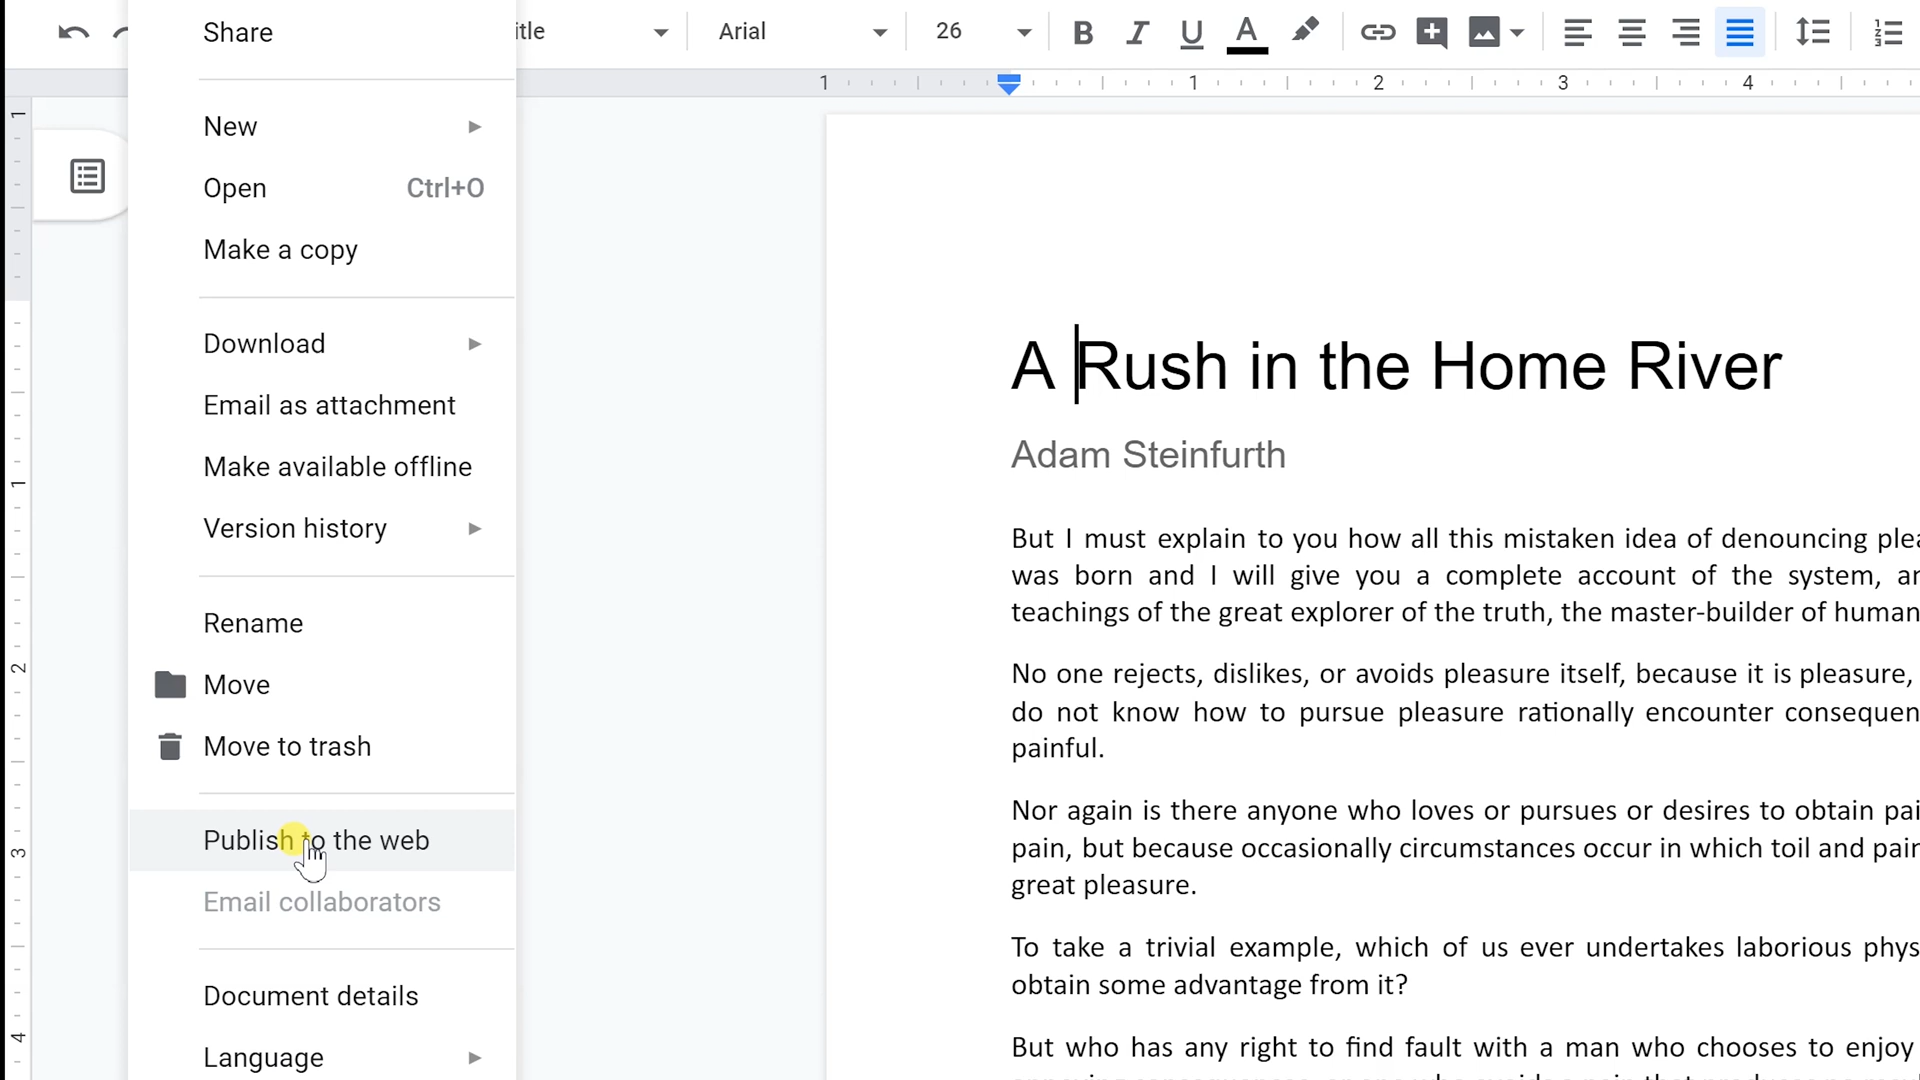 Share
itle
Arial
26
B
I
U
A
1
1
2
3
4
1
1
2
3
4
New
Open Ctrl+O
Make a copy
Download
Email as attachment
Make available offline
Version history
Rename
Move
Move to trash
Publish to the web
Email collaborators
Document details
Language
A Rush in the Home River
Adam Steinfurth
But I must explain to you how all this mistaken idea of denouncing plea
was born and I will give you a complete account of the system, an
teachings of the great explorer of the truth, the master-builder of human
No one rejects, dislikes, or avoids pleasure itself, because it is pleasure,
do not know how to pursue pleasure rationally encounter consequen
painful.
Nor again is there anyone who loves or pursues or desires to obtain pai
pain, but because occasionally circumstances occur in which toil and pain
great pleasure.
To take a trivial example, which of us ever undertakes laborious phys
obtain some advantage from it?
But who has any right to find fault with a man who chooses to enjoy